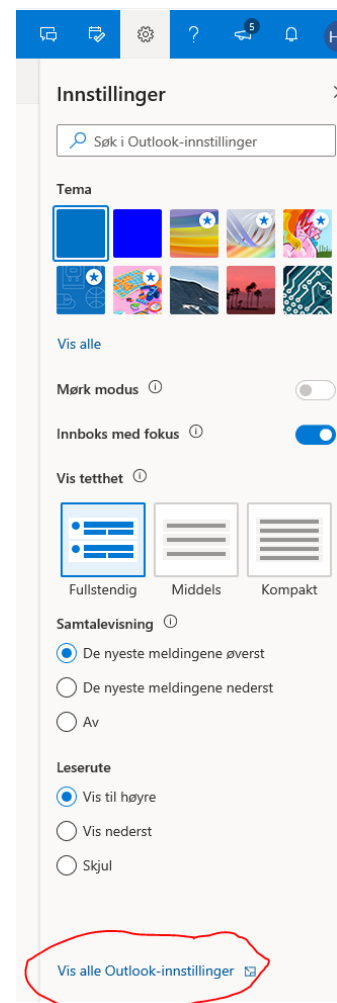 5
H
Innstillinger
Søk i Outlook-innstillinger
Tema
Vis alle
Mørk modus
Innboks med fokus
Vis tetthet
Fullstendig Middels Kompakt
Samtalevisning
De nyeste meldingene øverst
De nyeste meldingene nederst
Av
Leserute
Vis til høyre
Vis nederst
Skjul
Vis alle Outlook-innstillinger